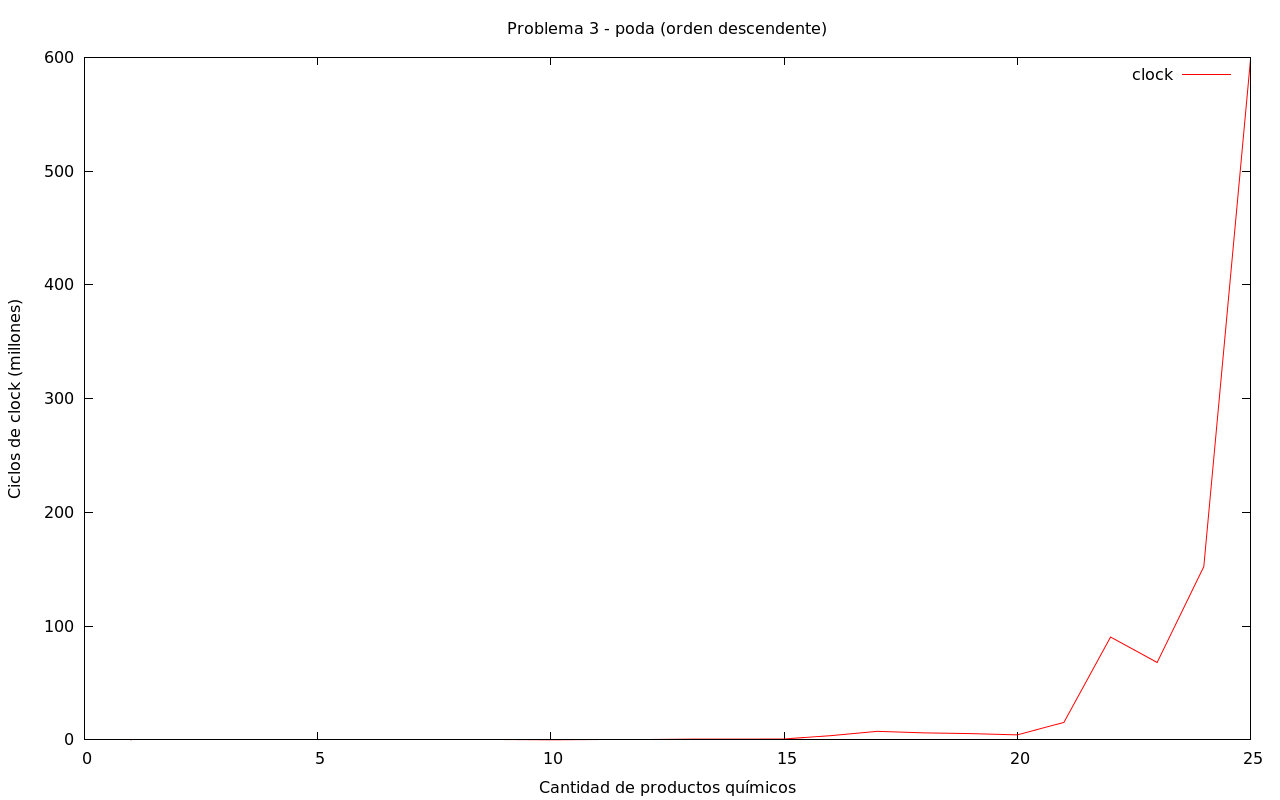 Problema 3 - poda (orden descendente)
clock
600
500
400
300
200
100
0
Ciclos de clock (millones)
0 5 10 15 20 25
Cantidad de productos químicos